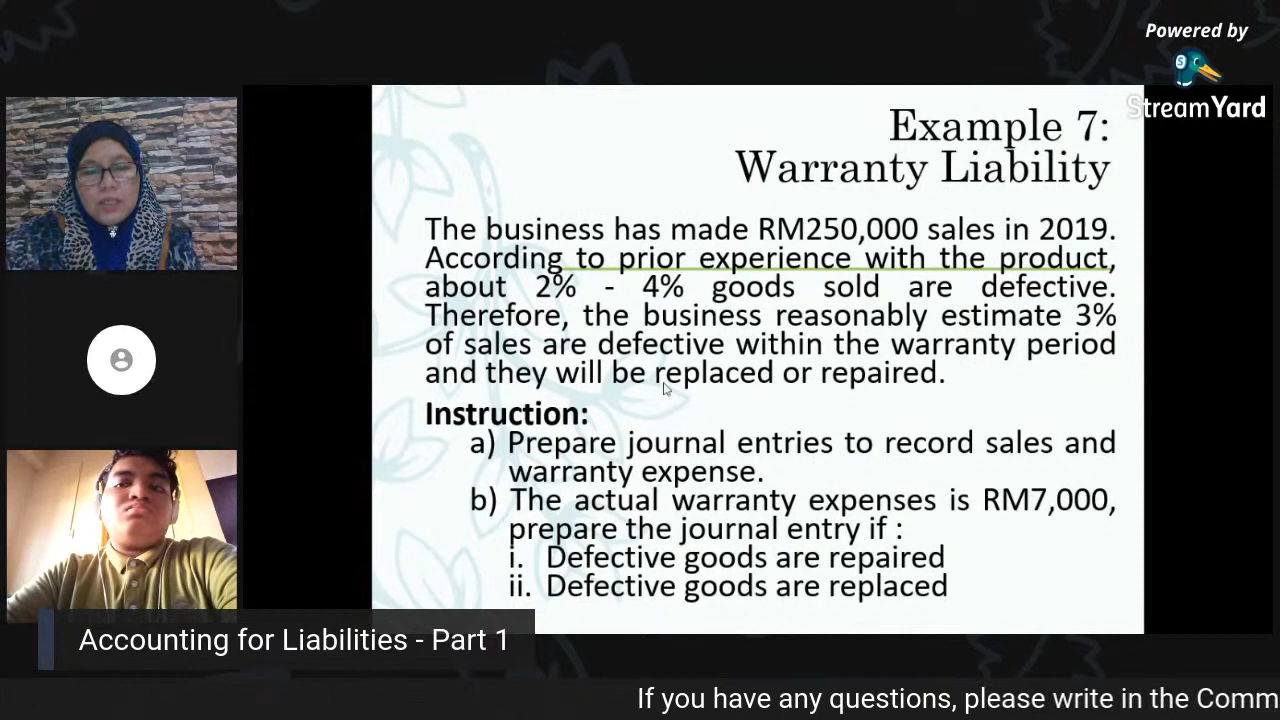 Powered by
StreamYard
Example 7:
Warranty Liability
The business has made RM250,000 sales in 2019.
According to prior experience with the product,
about 2% - 4% goods sold are defective.
Therefore, the business reasonably estimate 3%
of sales are defective within the warranty period
and they will be replaced or repaired.
Instruction:
a) Prepare journal entries to record sales and
warranty expense.
b) The actual warranty expenses is RM7,000,
prepare the journal entry if :
i. Defective goods are repaired
ii. Defective goods are replaced
Accounting for Liabilities - Part 1
If you have any questions, please write in the Comm